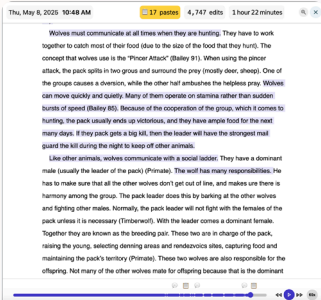 Thu, May 8, 2025 10:48 AM
17 pastes
4,747 edits
1 hour 22 minutes
Wolves must communicate at all times when they are hunting. They have to work
together to catch most of their food (due to the size of the food that they hunt). The
concept that wolves use is the "Pincer Attack" (Bailey 91). When using the pincer
attack, the pack splits in two grous and surround the prey (mostly deer, sheep). One of
the groups causes a diversion, while the other half ambushes the helpless pray. Wolves
can move quickly and quietly. Many of them operate on stamina rather than sudden
bursts of speed (Bailey 85). Because of the cooperation of the group, which it comes to
hunting, the pack usually ends up victorious, and they have ample food for the next
many days. If they pack gets a big kill, then the leader will have the strongest mail
guard the kill during the night to keep off other animals.
Like other animals, wolves communicate with a social ladder. They have a dominant
male (usually the leader of the pack) (Primate). The wolf has many responsibilities. He
has to make sure that all the other wolves don't get out of line, and makes sure there is
harmony among the group. The pack leader does this by barking at the other wolves
and fighting other males. Normally, the pack leader will not fight with the females of the
pack unless it is necessary (Timberwolf). With the leader comes a dominant female.
Together they are known as the breeding pair. These two are in charge of the pack,
raising the young, selecting denning areas and rendezvoics sites, capturing food and
maintaining the pack's territory (Primate). These two wolves are also responsible for the
offspring. Not many of the other wolves mate for offspring because that is the dominant